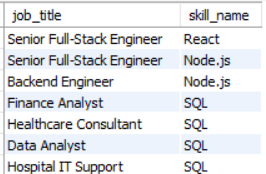 job_title skill_name
Senior Full-Stack Engineer React
Senior Full-Stack Engineer Node.js
Backend Engineer Node.js
Finance Analyst SQL
Healthcare Consultant SQL
Data Analyst SQL
Hospital IT Support SQL